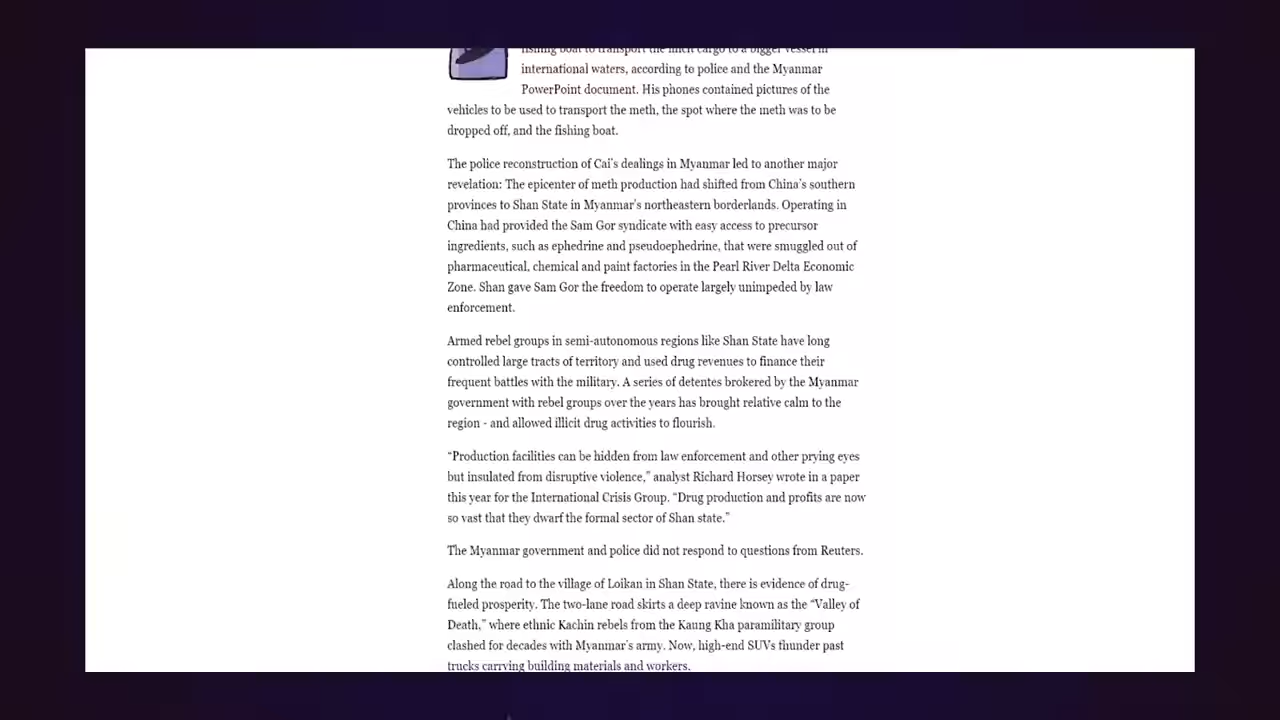 fishing boat to transport the illicit cargo to a bigger vessel in
international waters, according to police and the Myanmar
PowerPoint document. His phones contained pictures of the
vehicles to be used to transport the meth, the spot where the meth was to be
dropped off, and the fishing boat.
The police reconstruction of Cai’s dealings in Myanmar led to another major
revelation: The epicenter of meth production had shifted from China’s southern
provinces to Shan State in Myanmar’s northeastern borderlands. Operating in
China had provided the Sam Gor syndicate with easy access to precursor
ingredients, such as ephedrine and pseudoephedrine, that were smuggled out of
pharmaceutical, chemical and paint factories in the Pearl River Delta Economic
Zone. Shan gave Sam Gor the freedom to operate largely unimpeded by law
enforcement.
Armed rebel groups in semi-autonomous regions like Shan State have long
controlled large tracts of territory and used drug revenues to finance their
frequent battles with the military. A series of detentes brokered by the Myanmar
government with rebel groups over the years has brought relative calm to the
region - and allowed illicit drug activities to flourish.
“Production facilities can be hidden from law enforcement and other prying eyes
but insulated from disruptive violence,” analyst Richard Horsey wrote in a paper
this year for the International Crisis Group. “Drug production and profits are now
so vast that they dwarf the formal sector of Shan state.”
The Myanmar government and police did not respond to questions from Reuters.
Along the road to the village of Loikan in Shan State, there is evidence of drug-
fueled prosperity. The two-lane road skirts a deep ravine known as the “Valley of
Death,” where ethnic Kachin rebels from the Kaung Kha paramilitary group
clashed for decades with Myanmar’s army. Now, high-end SUVs thunder past
trucks carrying building materials and workers.